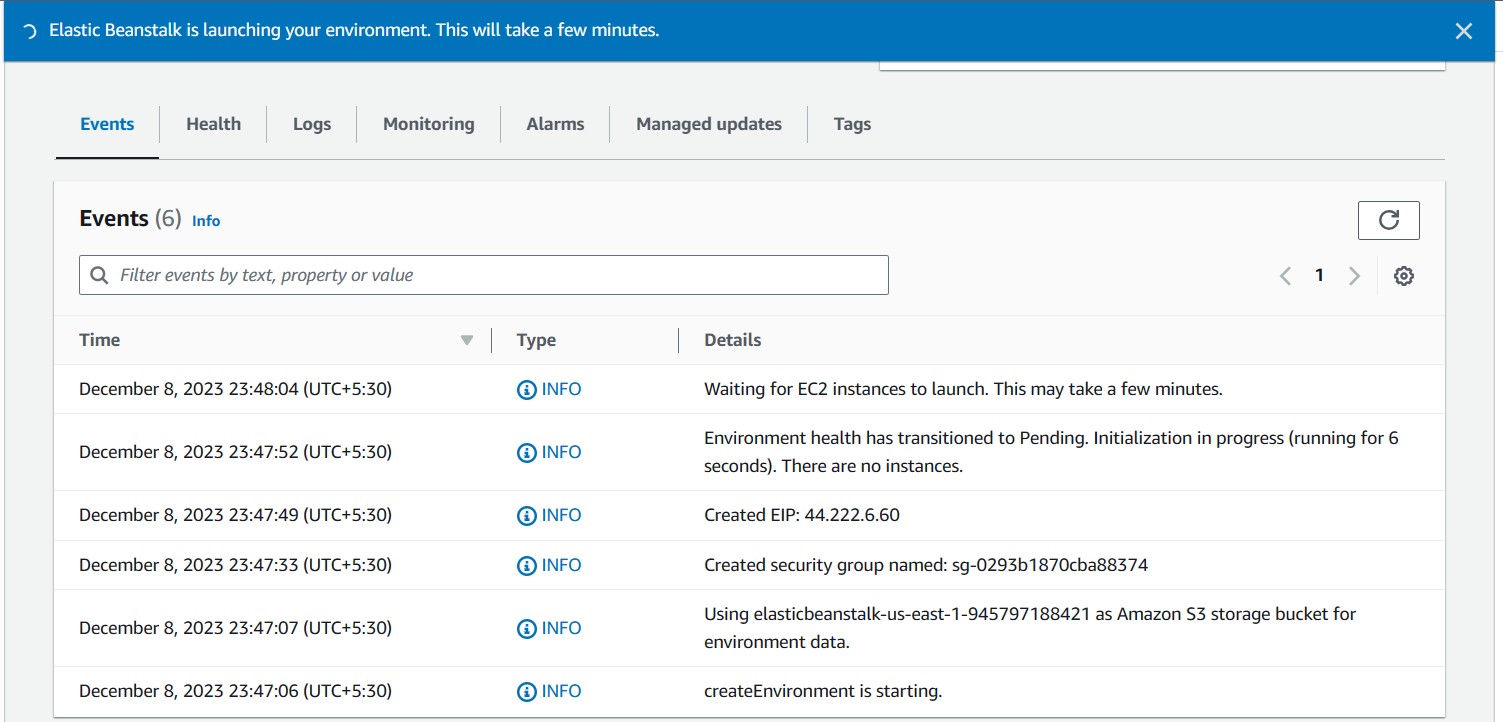 Elastic Beanstalk is launching your environment. This will take a few minutes.
Events Health Logs Monitoring Alarms Managed updates Tags
Events (6) Info
Filter events by text, property or value 1
Time Type Details
December 8, 2023 23:48:04 (UTC+5:30) INFO Waiting for EC2 instances to launch. This may take a few minutes.
December 8, 2023 23:47:52 (UTC+5:30) INFO Environment health has transitioned to Pending. Initialization in progress (running for 6
seconds). There are no instances.
December 8, 2023 23:47:49 (UTC+5:30) INFO Created EIP: 44.222.6.60
December 8, 2023 23:47:33 (UTC+5:30) INFO Created security group named: sg-0293b1870cba88374
December 8, 2023 23:47:07 (UTC+5:30) INFO Using elasticbeanstalk-us-east-1-945797188421 as Amazon S3 storage bucket for
environment data.
December 8, 2023 23:47:06 (UTC+5:30) INFO createEnvironment is starting.